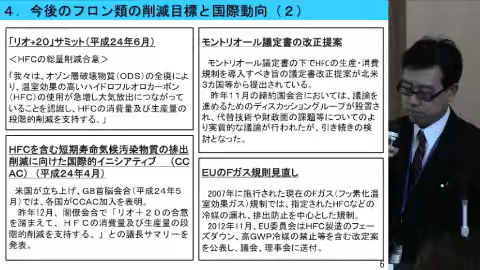 ４．今後のフロン類の削減目標と国際動向（２）
「リオ+20」サミット（平成24年6月）
＜HFCの総量削減合意＞
「我々は、オゾン層破壊物質（ODS）の全廃によ
り、温室効果の高いハイドロフルオロカーボン
（HFC）の使用が急増し大気放出につながって
いることを認識し、HFCの消費量及び生産量の
段階的削減を支持する。」
HFCを含む短期寿命気候汚染物質の排出
削減に向けた国際的イニシアティブ　（CC
AC）（平成24年4月）
米国が立ち上げ、G8首脳会合（平成24年5
月）では、各国がCCAC加入を表明。
昨年12月、閣僚会合で「リオ＋２０の合意
を踏まえて、ＨＦＣの消費量及び生産量の段
階的削減を支持する。」との議長サマリーを
発表。
モントリオール議定書の改正提案
モントリオール議定書の下でHFCの生産・消費
規制を導入すべき旨の議定書改正提案が北米
3カ国等から提出されている。
昨年１１月の締約国会合においては、議論を
進めるためのディスカッショングループが設置さ
れ、代替技術や財政面の課題等についてのよ
り実質的な議論が行われたが、引き続きの検
討となった。
EUのFガス規則見直し
2007年に施行された現在のFガス（フッ素化温
室効果ガス）規制では、指定されたHFCなどの
冷媒の漏れ、排出防止を中心とした規制。
2012年11月、EU委員会はHFC製造のフェー
ズダウン、高GWP冷媒の禁止等を含む改正案
を公表し、議会、理事会に送付。
6